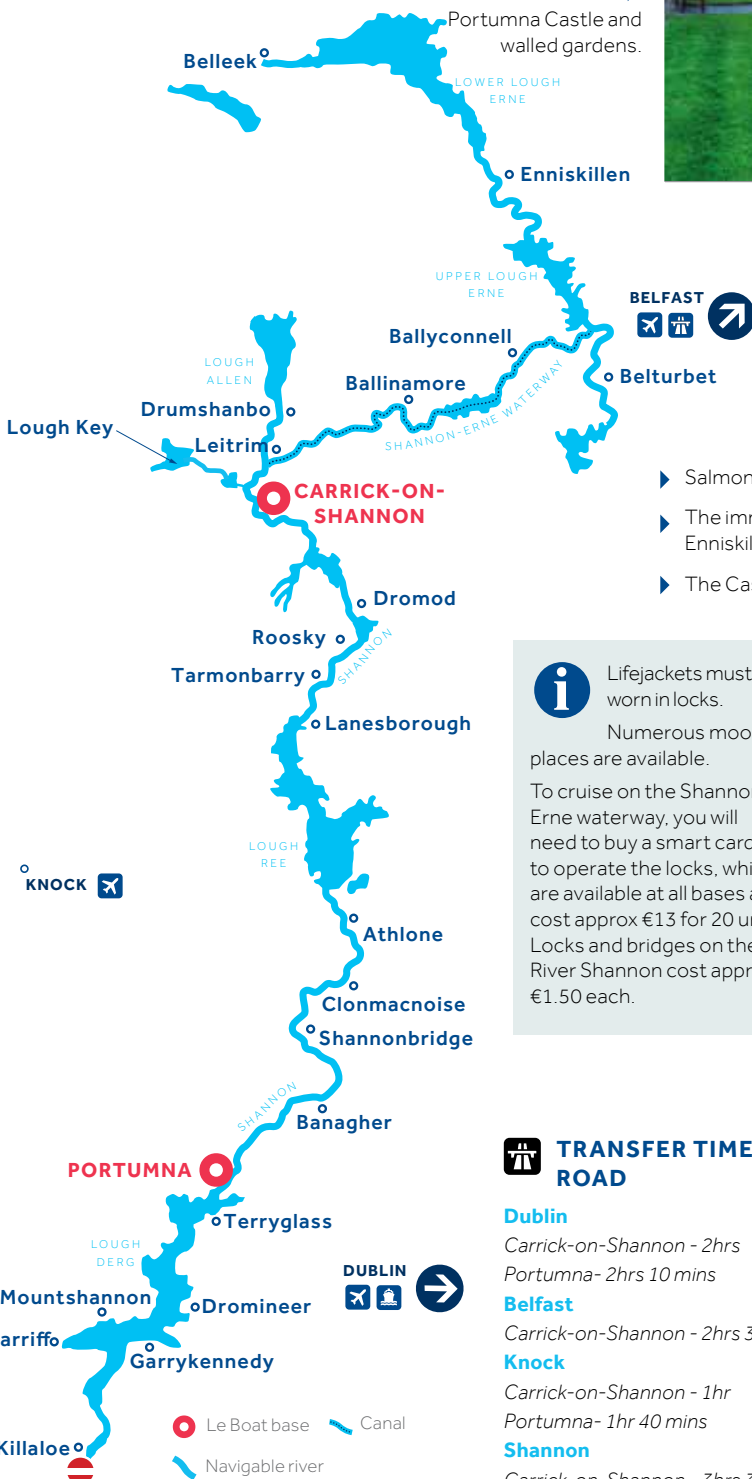 Portumna Castle and
walled gardens.
Belleek
LOWER LOUGH
ERNE
Enniskillen
UPPER LOUGH
ERNE
BELFAST
Ballyconnell
LOUGH
ALLEN
Ballinamore
Belturbet
Drumshanbo
SHANNON-ERNE WATERWAY
Lough Key
Leitrim
CARRICK-ON-
SHANNON
Salmon
The im
Enniskil
The Cas
Dromod
Roosky
SHANNON
Tarmonbarry
Lanesborough
i
Lifejackets must
worn in locks.
Numerous moo
places are available.
To cruise on the Shanno
Erne waterway, you will
need to buy a smart card
to operate the locks, whi
are available at all bases a
cost approx €13 for 20 u
Locks and bridges on the
River Shannon cost appr
€1.50 each.
LOUGH
REE
KNOCK
Athlone
Clonmacnoise
Shannonbridge
SHANNON
Banagher
PORTUMNA
Terryglass
LOUGH
DERG
DUBLIN
Mountshannon
Dromineer
arriff
Garrykennedy
Le Boat base
Canal
Killaloe
Navigable river
TRANSFER TIME
ROAD
Dublin
Carrick-on-Shannon - 2hrs
Portumna- 2hrs 10 mins
Belfast
Carrick-on-Shannon - 2hrs 3
Knock
Carrick-on-Shannon - 1hr
Portumna- 1hr 40 mins
Shannon
Carrick-on-Shannon - 3hrs